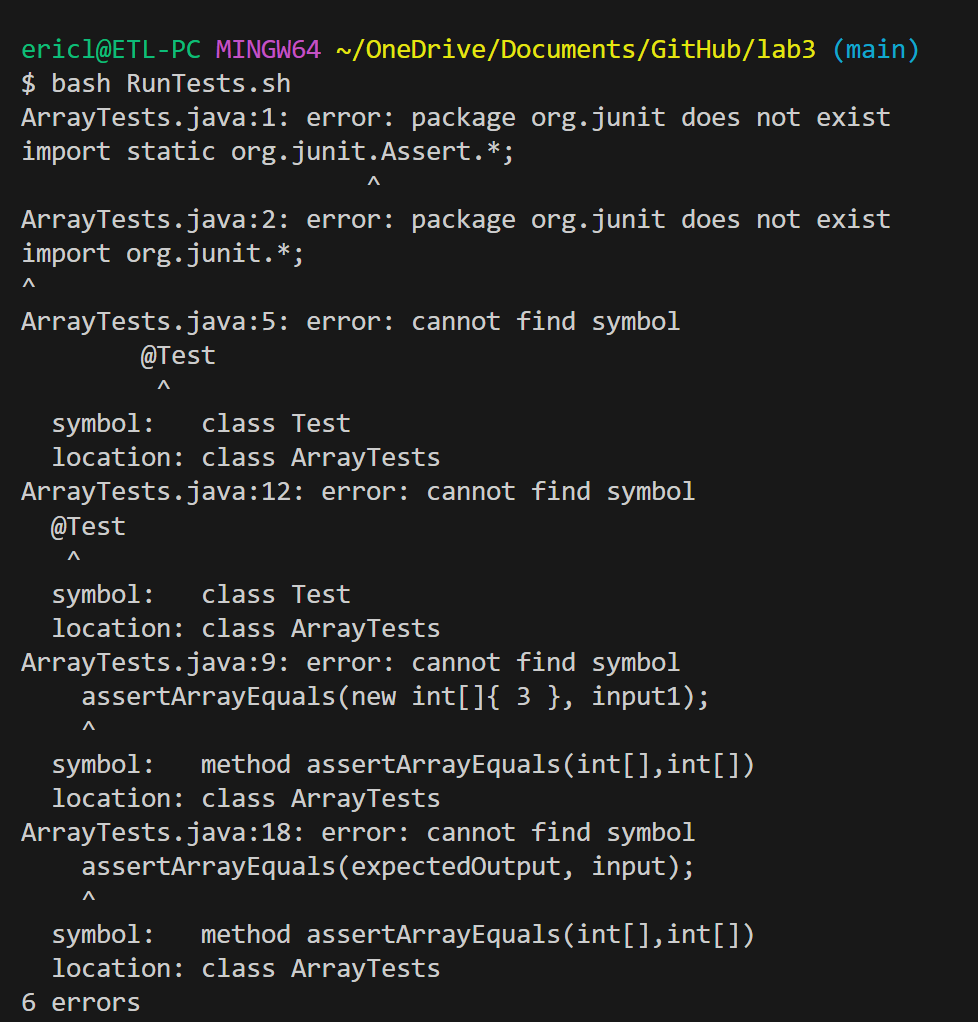 ericl@ETL-PC MINGW64 ~/OneDrive/Documents/GitHub/lab3 (main)
$ bash RunTests.sh
ArrayTests.java:1: error: package org.junit does not exist
import static org.junit.Assert.*;
                       ^
ArrayTests.java:2: error: package org.junit does not exist
import org.junit.*;
^
ArrayTests.java:5: error: cannot find symbol
        @Test
         ^
  symbol:   class Test
  location: class ArrayTests
ArrayTests.java:12: error: cannot find symbol
  @Test
   ^
  symbol:   class Test
  location: class ArrayTests
ArrayTests.java:9: error: cannot find symbol
    assertArrayEquals(new int[]{ 3 }, input1);
    ^
  symbol:   method assertArrayEquals(int[],int[])
  location: class ArrayTests
ArrayTests.java:18: error: cannot find symbol
    assertArrayEquals(expectedOutput, input);
    ^
  symbol:   method assertArrayEquals(int[],int[])
  location: class ArrayTests
6 errors